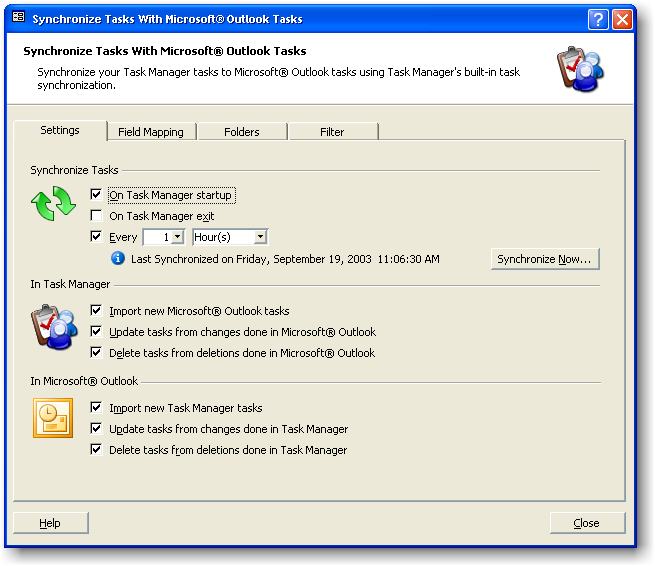 Synchronize Tasks With Microsoft® Outlook Tasks
Synchronize Tasks With Microsoft® Outlook Tasks
Synchronize your Task Manager tasks to Microsoft® Outlook tasks using Task Manager's built-in task
synchronization.
Settings Field Mapping Folders Filter
Synchronize Tasks
On Task Manager startup
On Task Manager exit
Every 1 Hour(s)
Last Synchronized on Friday, September 19, 2003 11:06:30 AM Synchronize Now...
In Task Manager
Import new Microsoft® Outlook tasks
Update tasks from changes done in Microsoft® Outlook
Delete tasks from deletions done in Microsoft® Outlook
In Microsoft® Outlook
Import new Task Manager tasks
Update tasks from changes done in Task Manager
Delete tasks from deletions done in Task Manager
Help Close